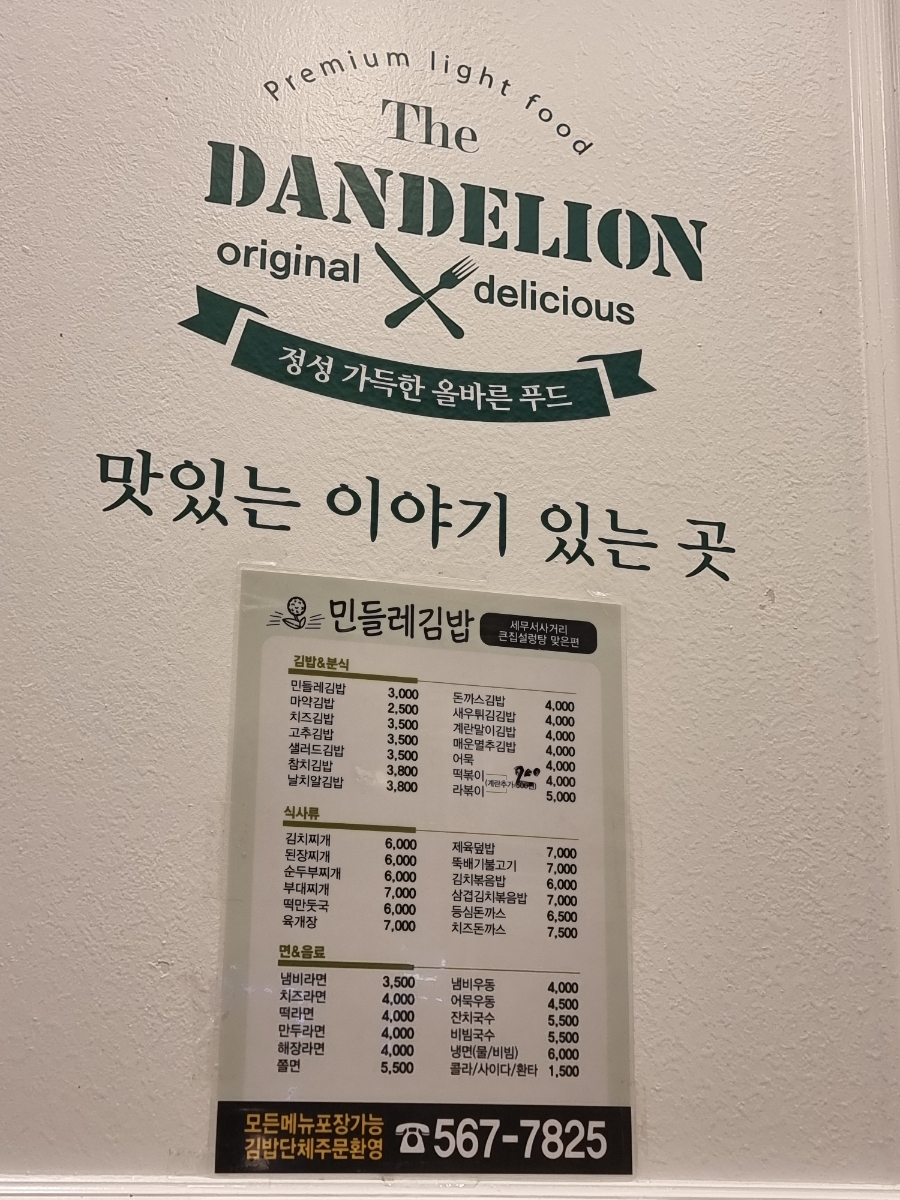 Premium light food
The
DANDELION
original delicious
정성 가득한 올바른 푸드
맛있는 이야기 있는 곳
민들레김밥
세무서사거리
큰집설렁탕 맞은편
김밥&분식
민들레김밥 3,000
마약김밥 2,500
치즈김밥 3,500
고추김밥 3,500
샐러드김밥 3,500
참치김밥 3,800
날치알김밥 3,800
돈까스김밥 4,000
새우튀김김밥 4,000
계란말이김밥 4,000
매운멸추김밥 4,000
어묵 4,000
떡볶이 4,000
(계란추가
라볶이 5,000
식사류
김치찌개 6,000
된장찌개 6,000
순두부찌개 6,000
부대찌개 7,000
떡만둣국 6,000
육개장 7,000
제육덮밥 7,000
뚝배기불고기 7,000
김치볶음밥 6,000
삼겹김치볶음밥 7,000
등심돈까스 6,500
치즈돈까스 7,500
면&음료
냄비라면 3,500
치즈라면 4,000
떡라면 4,000
만두라면 4,000
해장라면 4,000
쫄면 5,500
냄비우동 4,000
어묵우동 4,500
잔치국수 5,500
비빔국수 5,500
냉면(물/비빔) 6,000
콜라/사이다/환타 1,500
모든메뉴포장가능
김밥단체주문환영
☎567-7825